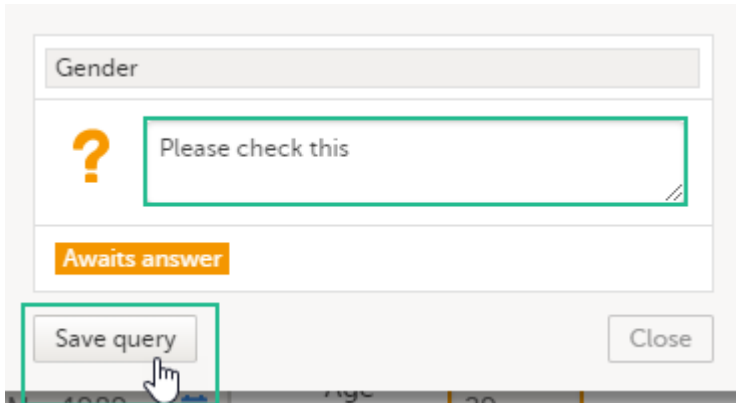 Gender
?
Please check this
Awaits answer
Save query
Close
Age